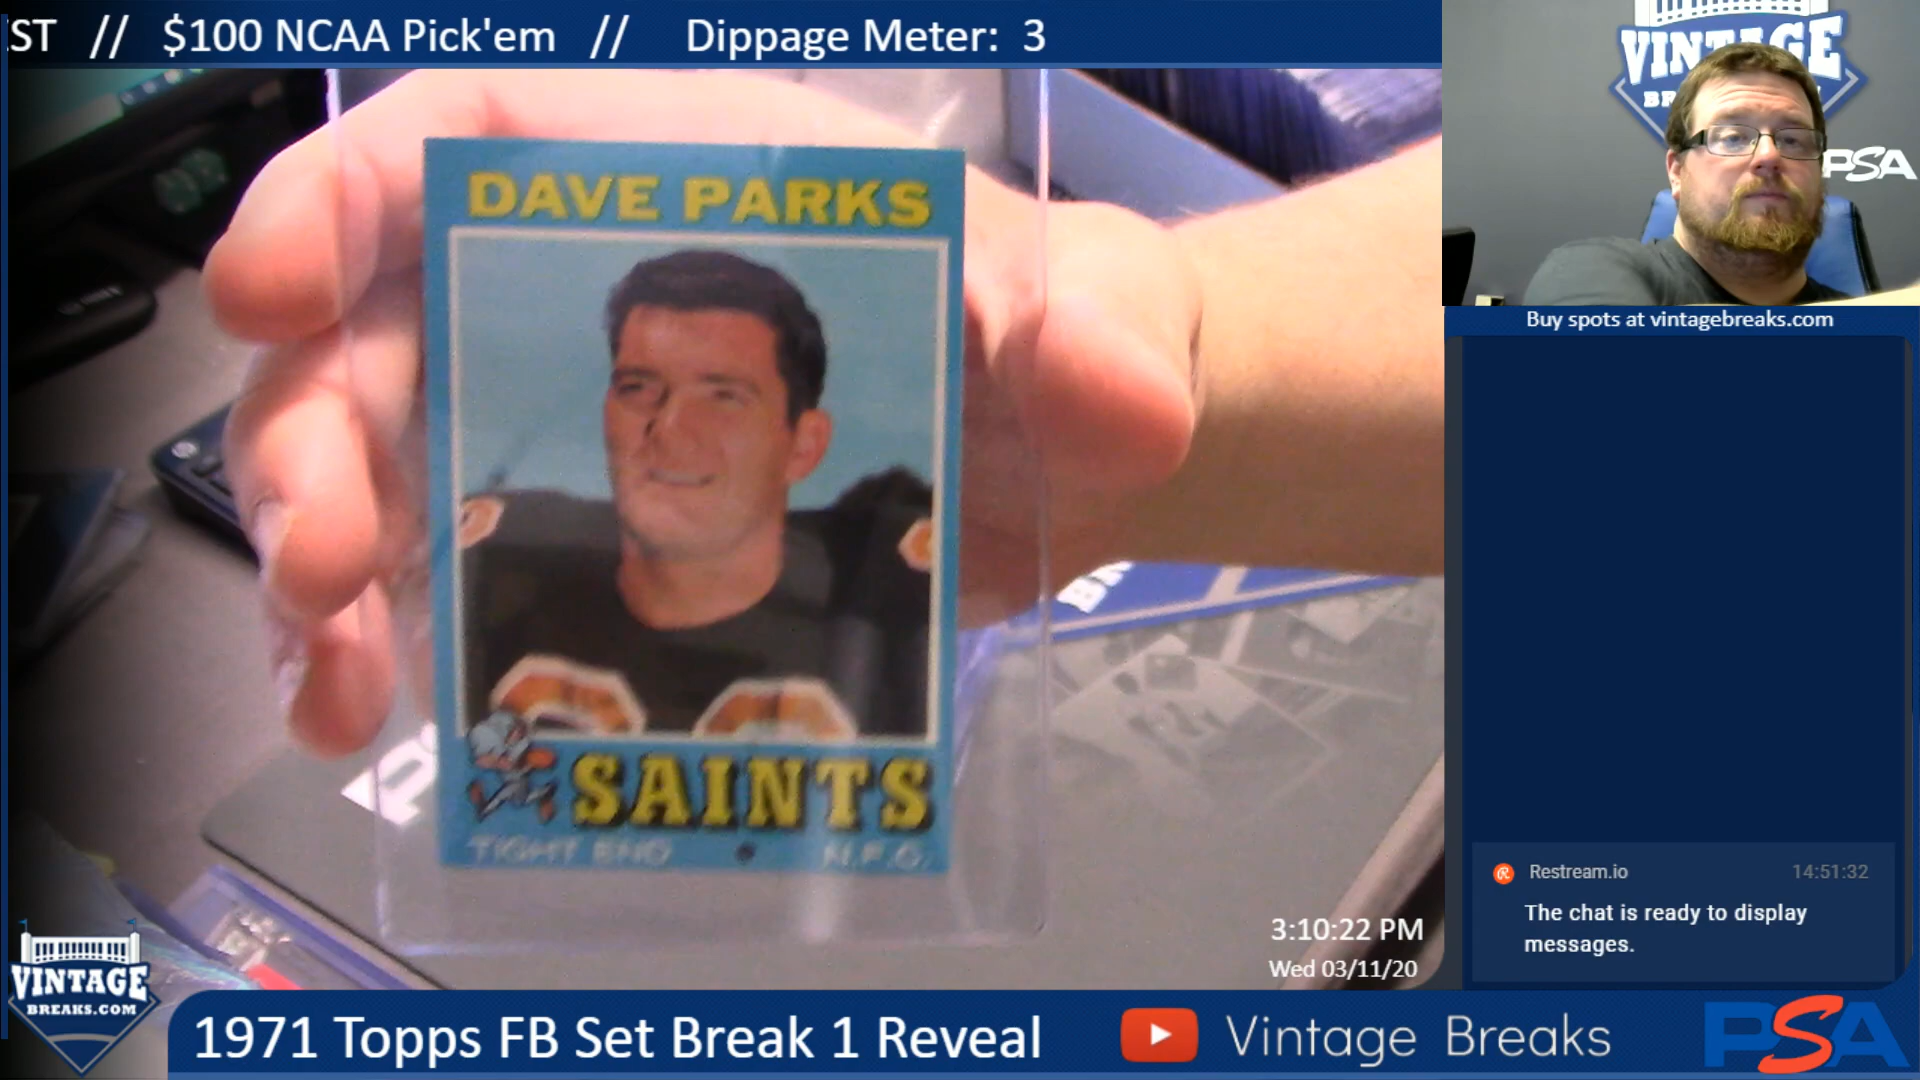 ST // $100 NCAA Pick'em // Dippage Meter: 3
VINTAGE
BR
PSA
Buy spots at vintagebreaks.com
DAVE PARKS
SAINTS
TIGHT END
N.F.C.
Restream.io 14:51:32
The chat is ready to display
messages.
3:10:22 PM
Wed 03/11/20
VINTAGE
BREAKS.COM
1971 Topps FB Set Break 1 Reveal
Vintage Breaks
PSA